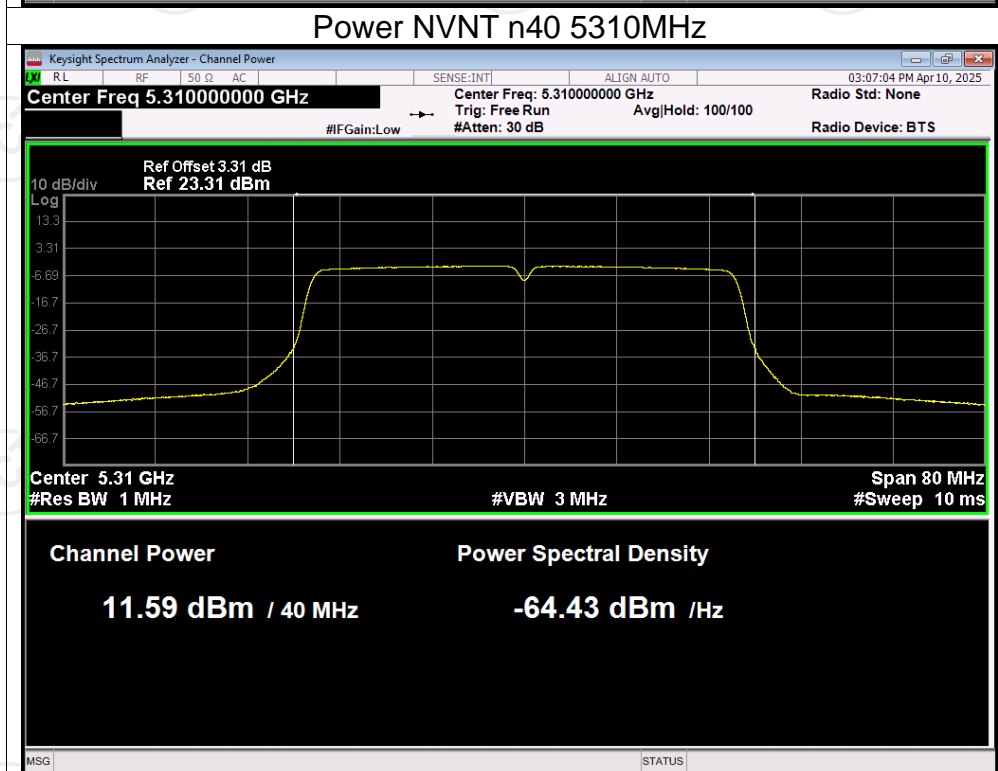 Power NVNT n40 5310MHz
Keysight Spectrum Analyzer - Channel Power
LXI RL RF 50 Ω AC SENSE:INT ALIGN AUTO 03:07:04 PM Apr 10, 2025
Center Freq 5.310000000 GHz Center Freq: 5.310000000 GHz Radio Std: None
Trig: Free Run Avg|Hold: 100/100
#IFGain:Low #Atten: 30 dB Radio Device: BTS
Ref Offset 3.31 dB
10 dB/div Ref 23.31 dBm
Log
13.3
3.31
-6.69
-16.7
-26.7
-36.7
-46.7
-56.7
-66.7
Center 5.31 GHz Span 80 MHz
#Res BW 1 MHz #VBW 3 MHz #Sweep 10 ms
Channel Power Power Spectral Density
11.59 dBm / 40 MHz -64.43 dBm /Hz
MSG STATUS